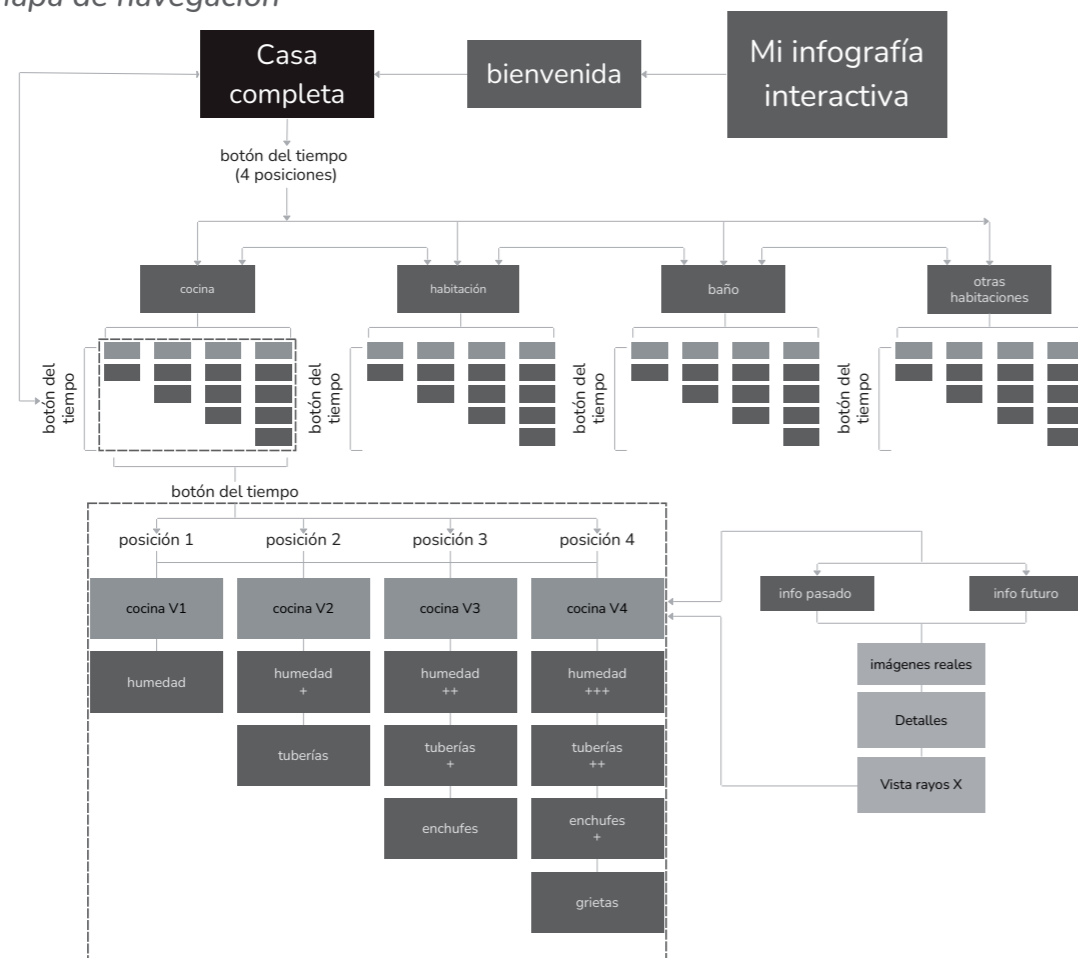 mapa de navegación
Casa
completa
bienvenida
Mi infografía
interactiva
botón del tiempo
(4 posiciones)
cocina
habitación
baño
otras
habitaciones
botón del
tiempo
botón del
tiempo
botón del
tiempo
botón del
tiempo
botón del tiempo
posición 1
posición 2
posición 3
posición 4
cocina V1
cocina V2
cocina V3
cocina V4
info pasado
info futuro
humedad
humedad
+
humedad
++
humedad
+++
imágenes reales
Detalles
tuberías
tuberías
+
tuberías
++
Vista rayos X
enchufes
enchufes
+
grietas